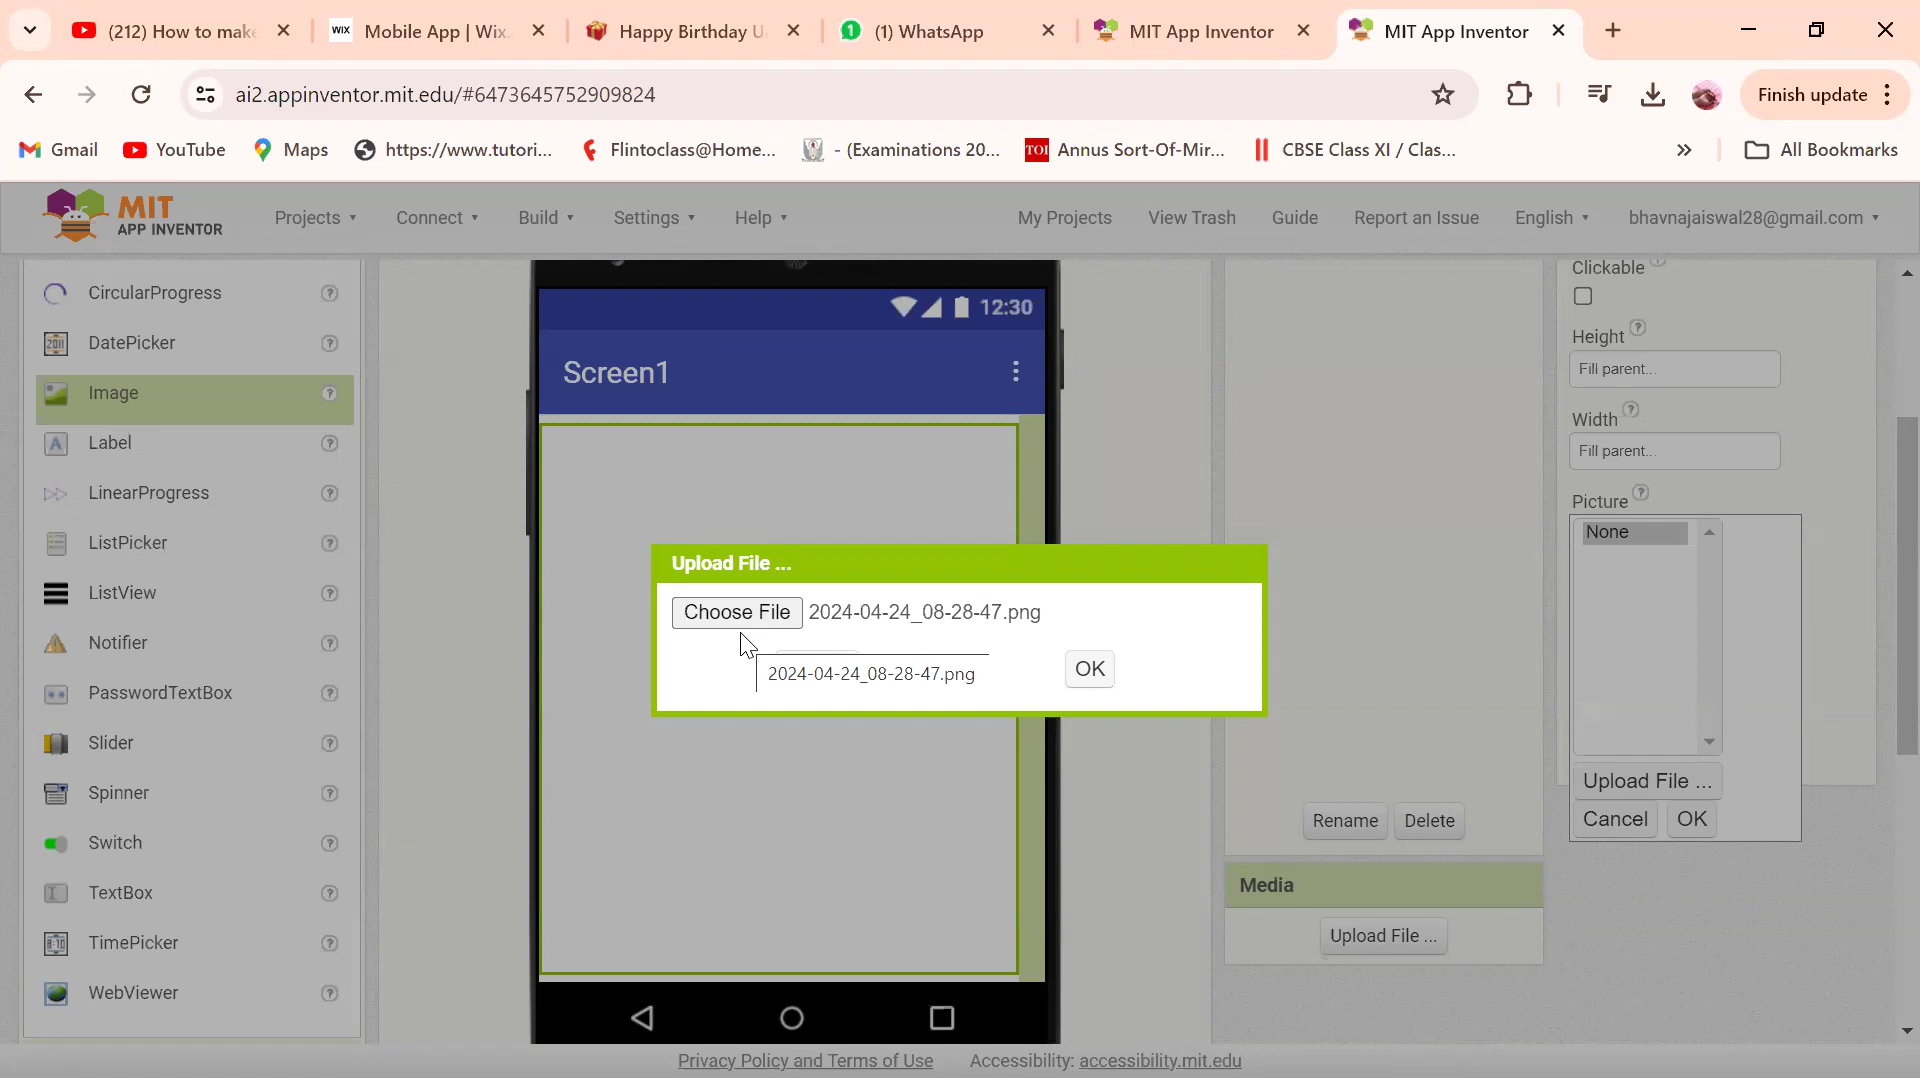 (212) How to make
WIX
Mobile App | Wix.
Happy Birthday U
(1) WhatsApp
MIT App Inventor
MIT App Inventor
ai2.appinventor.mit.edu/#6473645752909824
Finish update
Gmail
YouTube
Maps
https://www.tutori...
Flintoclass@Home...
- (Examinations 20...
TOI
Annus Sort-Of-Mir...
CBSE Class XI / Clas...
All Bookmarks
MIT
APP INVENTOR
Projects
Connect
Build
Settings
Help
My Projects
View Trash
Guide
Report an Issue
English
bhavnajaiswal28@gmail.com
CircularProgress
DatePicker
Image
Label
LinearProgress
ListPicker
ListView
Notifier
PasswordTextBox
Slider
Spinner
Switch
TextBox
TimePicker
WebViewer
12:30
Screen1
Upload File ...
Choose File
2024-04-24_08-28-47.png
2024-04-24_08-28-47.png
OK
Rename
Delete
Media
Upload File ...
Clickable
Height
Fill parent...
Width
Fill parent...
Picture
None
Upload File ...
Cancel
OK
Privacy Policy and Terms of Use
Accessibility: accessibility.mit.edu